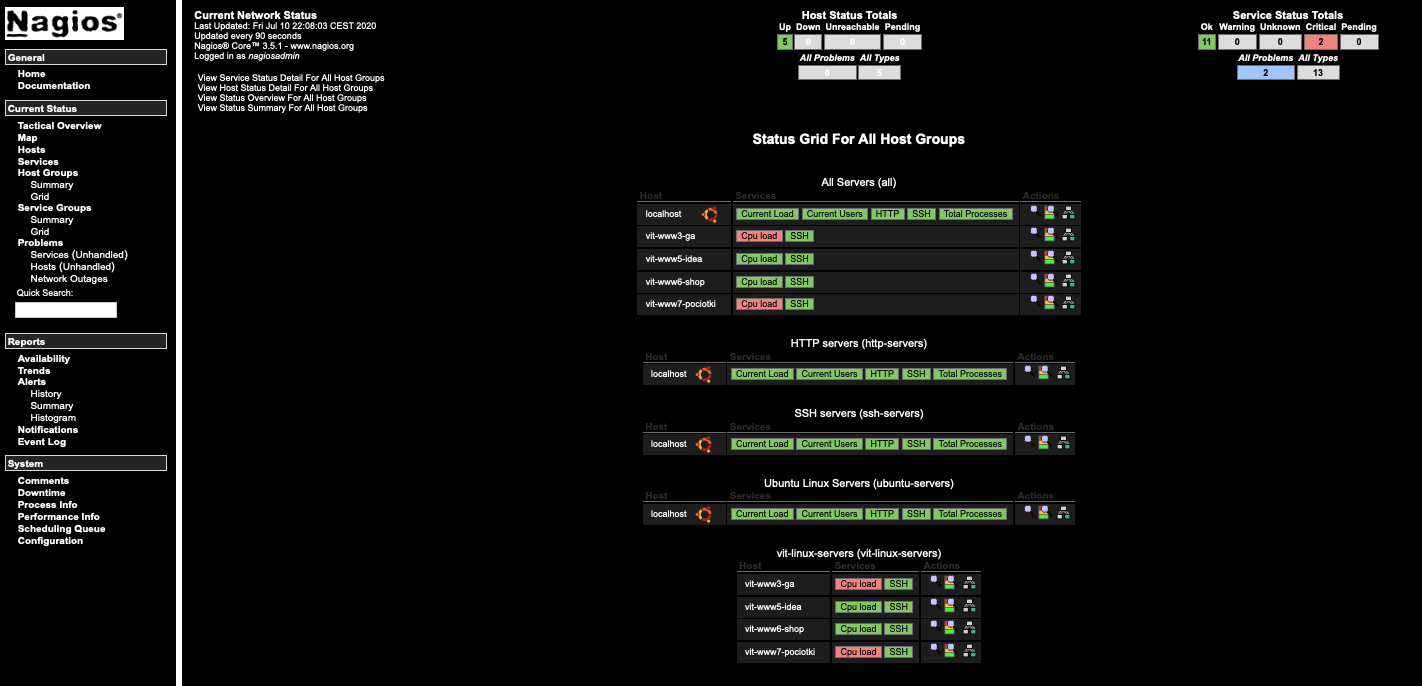 Nagios®
General
Home
Documentation
Current Status
Tactical Overview
Map
Hosts
Services
Host Groups
Summary
Grid
Service Groups
Summary
Grid
Problems
Services (Unhandled)
Hosts (Unhandled)
Network Outages
Quick Search:
Reports
Availability
Trends
Alerts
History
Summary
Histogram
Notifications
Event Log
System
Comments
Downtime
Process Info
Performance Info
Scheduling Queue
Configuration
Current Network Status
Last Updated: Fri Jul 10 22:08:03 CEST 2020
Updated every 90 seconds
Nagios® Core™ 3.5.1 - www.nagios.org
Logged in as nagiosadmin
View Service Status Detail For All Host Groups
View Host Status Detail For All Host Groups
View Status Overview For All Host Groups
View Status Summary For All Host Groups
Host Status Totals
Up Down Unreachable Pending
5 0 0 0
All Problems All Types
0 5
Service Status Totals
Ok Warning Unknown Critical Pending
11 0 0 2 0
All Problems All Types
2 13
Status Grid For All Host Groups
All Servers (all)
Host Services Actions
localhost Current Load Current Users HTTP SSH Total Processes
vit-www3-ga Cpu load SSH
vit-www5-idea Cpu load SSH
vit-www6-shop Cpu load SSH
vit-www7-pociotki Cpu load SSH
HTTP servers (http-servers)
Host Services Actions
localhost Current Load Current Users HTTP SSH Total Processes
SSH servers (ssh-servers)
Host Services Actions
localhost Current Load Current Users HTTP SSH Total Processes
Ubuntu Linux Servers (ubuntu-servers)
Host Services Actions
localhost Current Load Current Users HTTP SSH Total Processes
vit-linux-servers (vit-linux-servers)
Host Services Actions
vit-www3-ga Cpu load SSH
vit-www5-idea Cpu load SSH
vit-www6-shop Cpu load SSH
vit-www7-pociotki Cpu load SSH